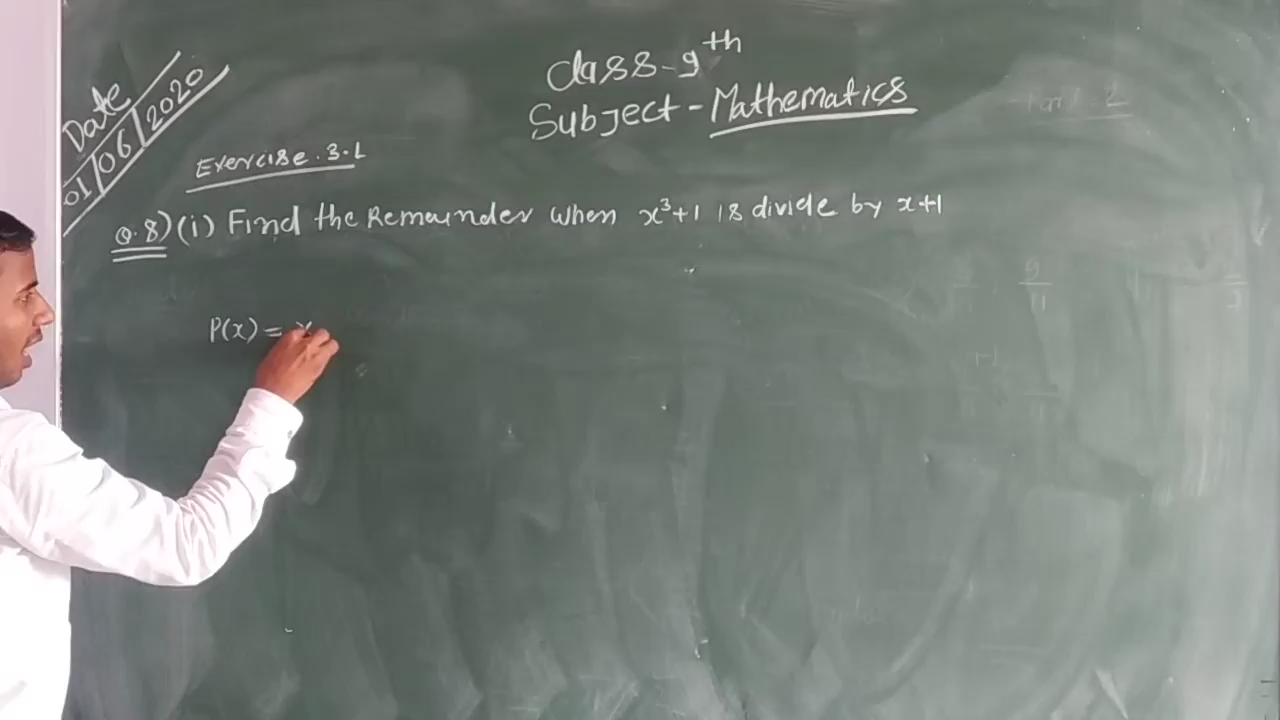 Date
01/06/2020
Class-9th
Subject-Mathematics
Exercise.3.1
Q.8) (i) Find the Remainder when x³+1 is divide by x+1
P(x) = x